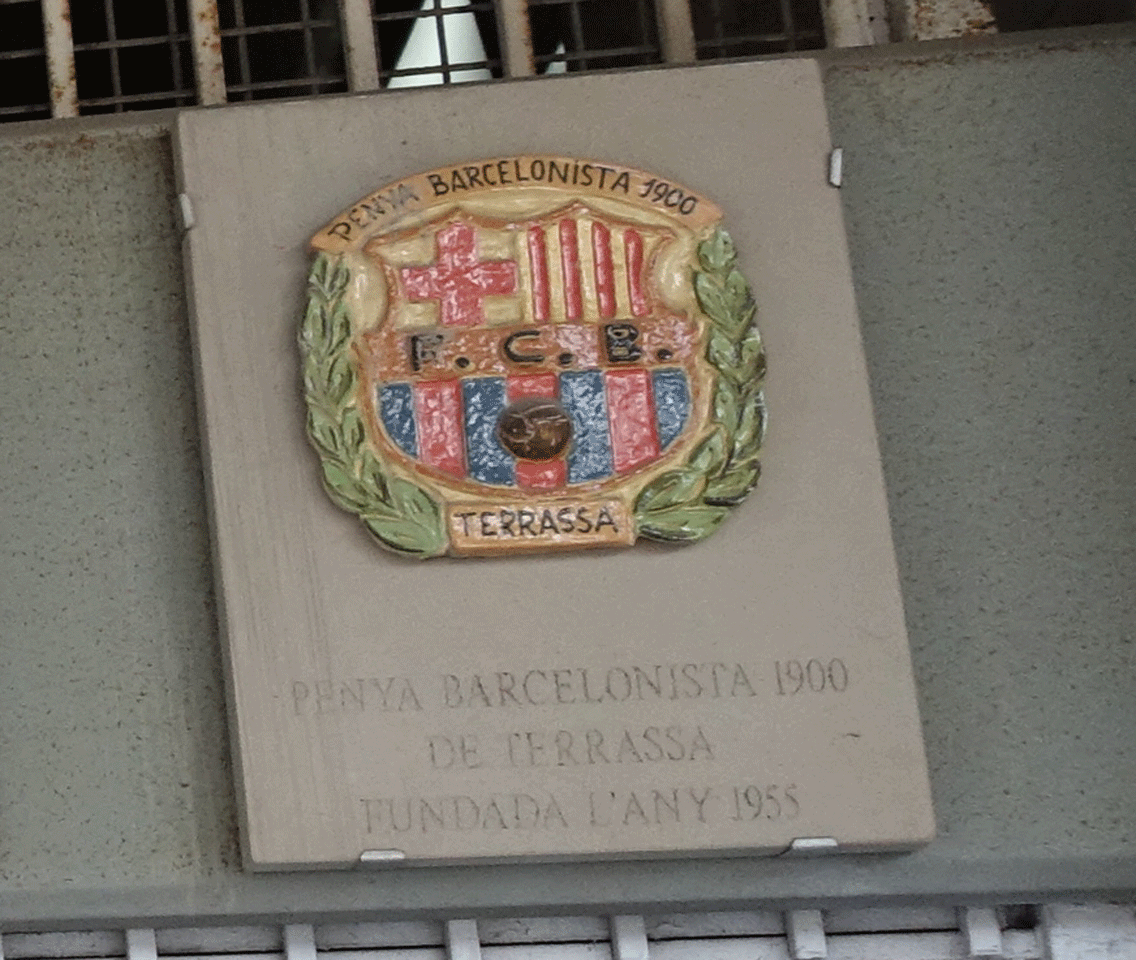 PENYA BARCELONISTA 1900
F. C. B.
TERRASSA
PENYA BARCELONISTA 1900
DE TERRASSA
FUNDADA L'ANY 1955